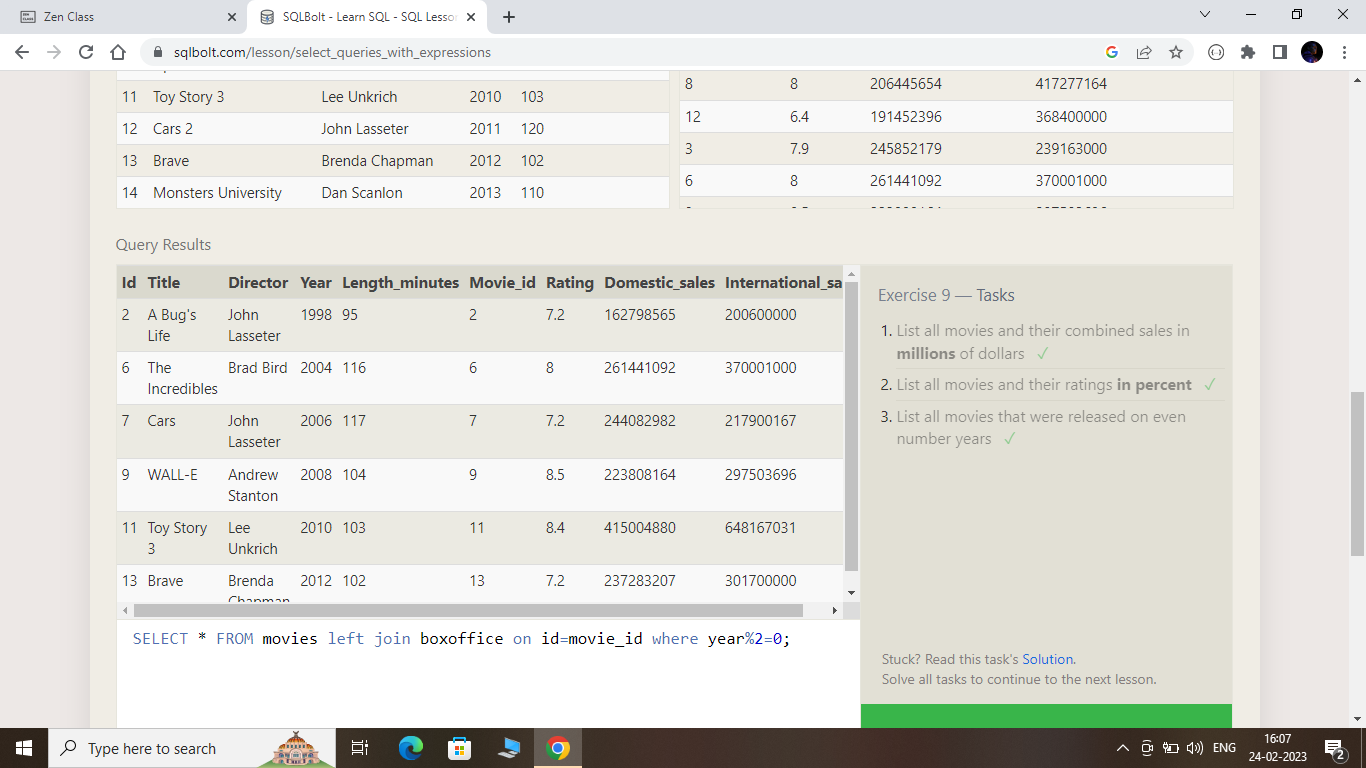 Zen Class
SQLBolt - Learn SQL - SQL Lesson
sqlbolt.com/lesson/select_queries_with_expressions
11 Toy Story 3 Lee Unkrich 2010 103
12 Cars 2 John Lasseter 2011 120
13 Brave Brenda Chapman 2012 102
14 Monsters University Dan Scanlon 2013 110
8 8 206445654 417277164
12 6.4 191452396 368400000
3 7.9 245852179 239163000
6 8 261441092 370001000
Query Results
Id Title Director Year Length_minutes Movie_id Rating Domestic_sales International_sa
2 A Bug's John 1998 95 2 7.2 162798565 200600000
Life Lasseter
6 The Brad Bird 2004 116 6 8 261441092 370001000
Incredibles
7 Cars John 2006 117 7 7.2 244082982 217900167
Lasseter
9 WALL-E Andrew 2008 104 9 8.5 223808164 297503696
Stanton
11 Toy Story Lee 2010 103 11 8.4 415004880 648167031
3 Unkrich
13 Brave Brenda 2012 102 13 7.2 237283207 301700000
Chapman
SELECT * FROM movies left join boxoffice on id=movie_id where year%2=0;
Exercise 9 — Tasks
1. List all movies and their combined sales in
millions of dollars ✓
2. List all movies and their ratings in percent ✓
3. List all movies that were released on even
number years ✓
Stuck? Read this task's Solution.
Solve all tasks to continue to the next lesson.
Type here to search
ENG
16:07
24-02-2023
2